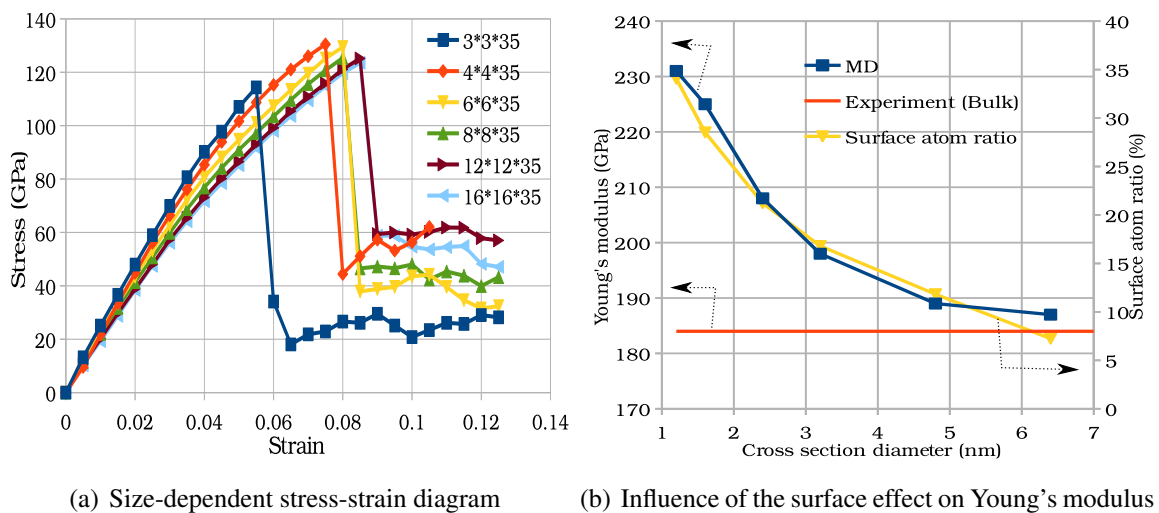 140
120
100
80
60
40
20
0
Stress (GPa)
0 0.02 0.04 0.06 0.08 0.1 0.12 0.14
Strain
3*3*35
4*4*35
6*6*35
8*8*35
12*12*35
16*16*35
(a) Size-dependent stress-strain diagram
240
230
220
210
200
190
180
170
Young's modulus (GPa)
MD
Experiment (Bulk)
Surface atom ratio
40
35
30
25
20
15
10
5
0
Surface atom ratio (%)
1 2 3 4 5 6 7
Cross section diameter (nm)
(b) Influence of the surface effect on Young's modulus